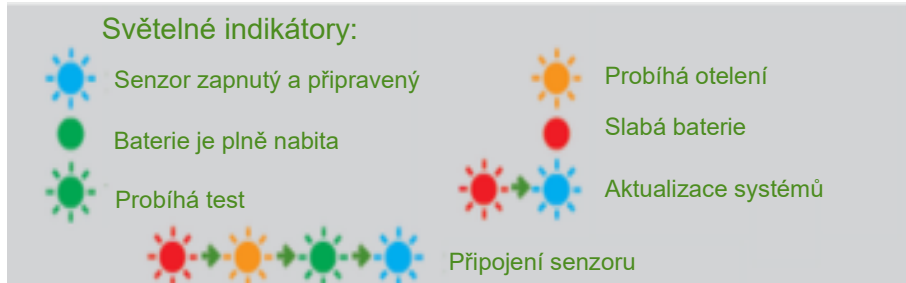 Světelné indikátory:
Senzor zapnutý a připravený
Baterie je plně nabita
Probíhá test
Probíhá otelení
Slabá baterie
Aktualizace systémů
Připojení senzoru